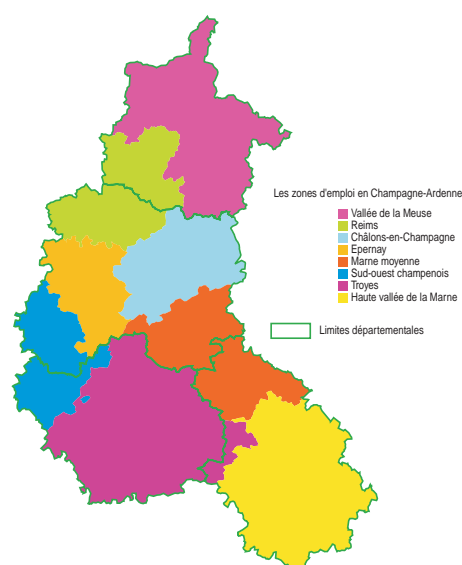 Les zones d'emploi en Champagne-Ardenne
Vallée de la Meuse
Reims
Châlons-en-Champagne
Epernay
Marne moyenne
Sud-ouest champenois
Troyes
Haute vallée de la Marne
Limites départementales